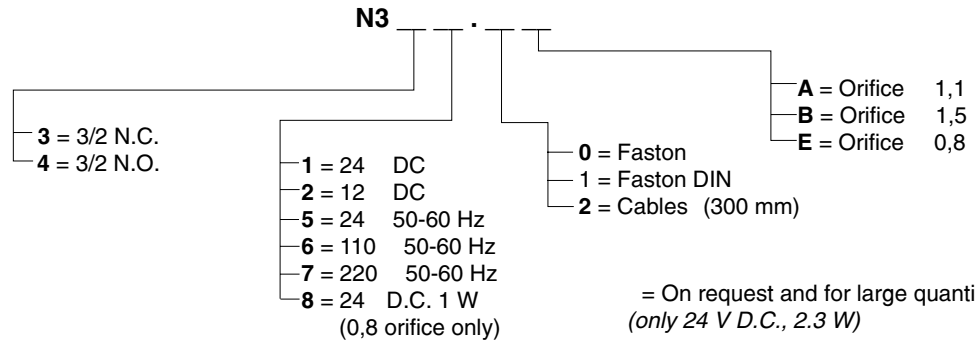 N3 __ __ . __ __
A = Orifice 1,1
B = Orifice 1,5
E = Orifice 0,8
3 = 3/2 N.C.
4 = 3/2 N.O.
0 = Faston
1 = Faston DIN
2 = Cables (300 mm)
1 = 24 DC
2 = 12 DC
5 = 24 50-60 Hz
6 = 110 50-60 Hz
7 = 220 50-60 Hz
8 = 24 D.C. 1 W
(0,8 orifice only)
= On request and for large quanti
(only 24 V D.C., 2.3 W)